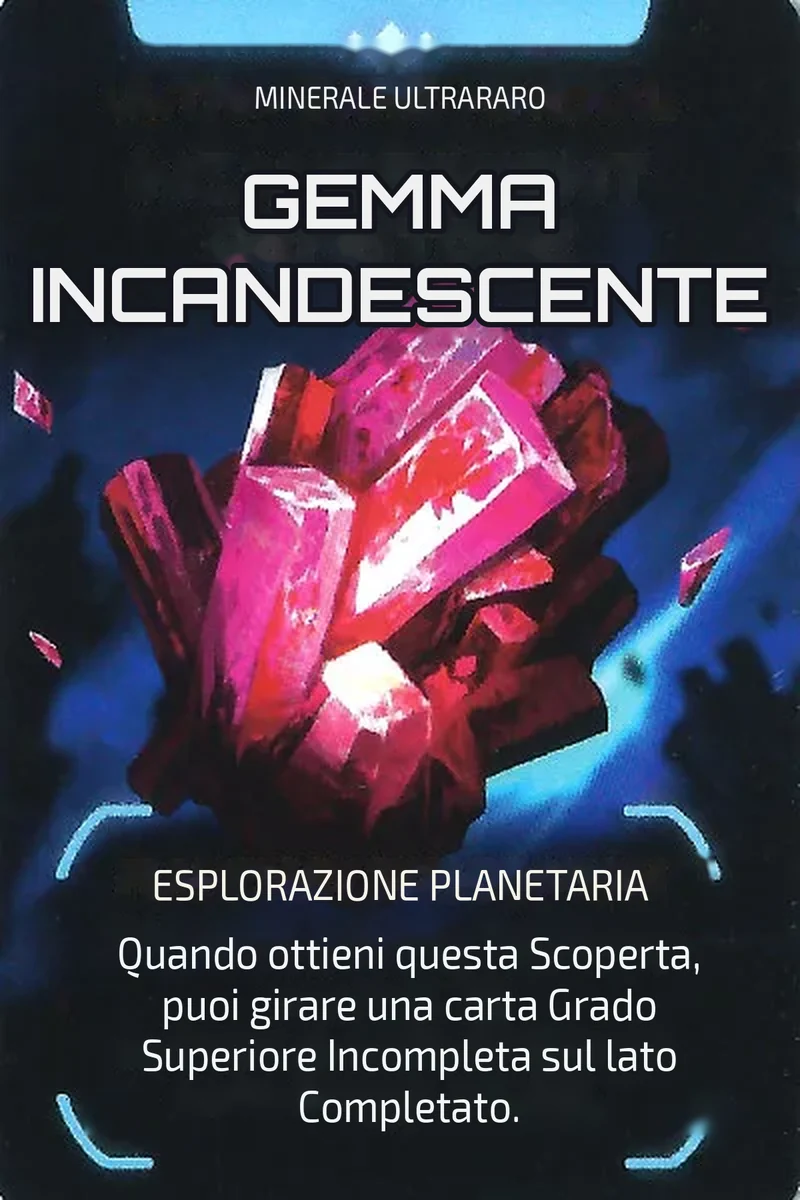 MINERALE ULTRARARO
GEMMA
INCANDESCENTE
ESPLORAZIONE PLANETARIA
Quando ottieni questa Scoperta,
puoi girare una carta Grado
Superiore Incompleta sul lato
Completato.